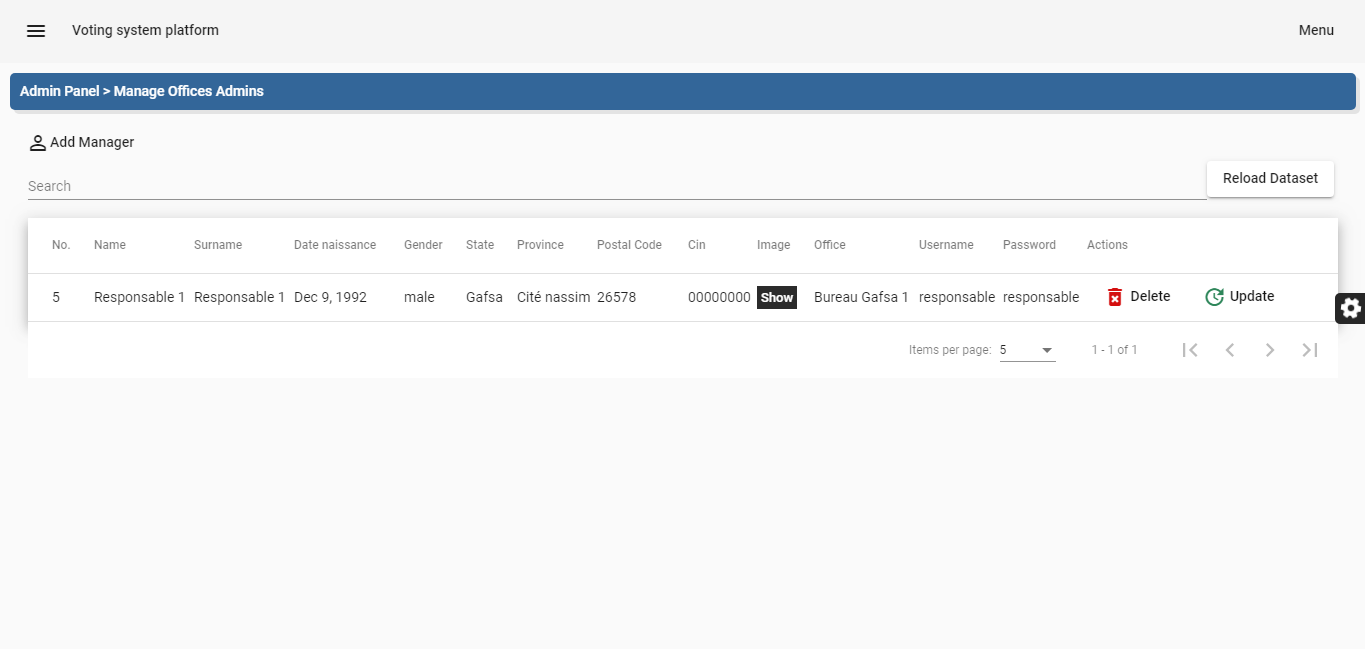 Voting system platform Menu
Admin Panel > Manage Offices Admins
Add Manager
Search Reload Dataset
No. Name Surname Date naissance Gender State Province Postal Code Cin Image Office Username Password Actions
5 Responsable 1 Responsable 1 Dec 9, 1992 male Gafsa Cité nassim 26578 00000000 Show Bureau Gafsa 1 responsable responsable Delete Update
Items per page: 5 1 - 1 of 1